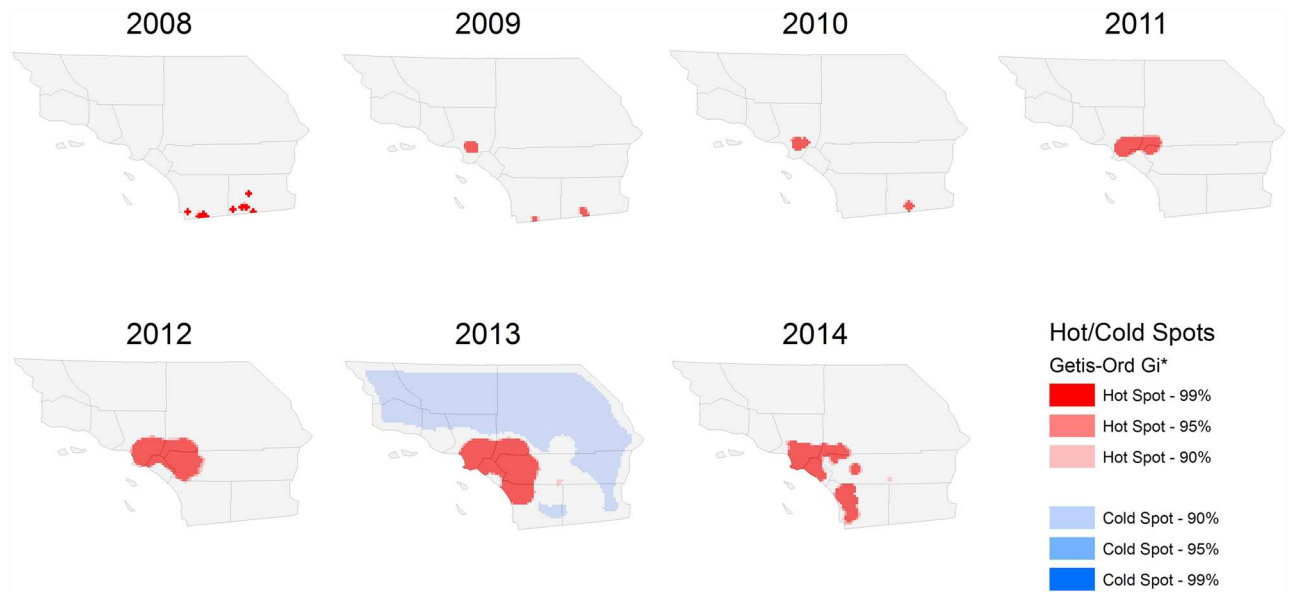 2008
2009
2010
2011
2012
2013
2014
Hot/Cold Spots
Getis-Ord Gi*
Hot Spot - 99%
Hot Spot - 95%
Hot Spot - 90%
Cold Spot - 90%
Cold Spot - 95%
Cold Spot - 99%